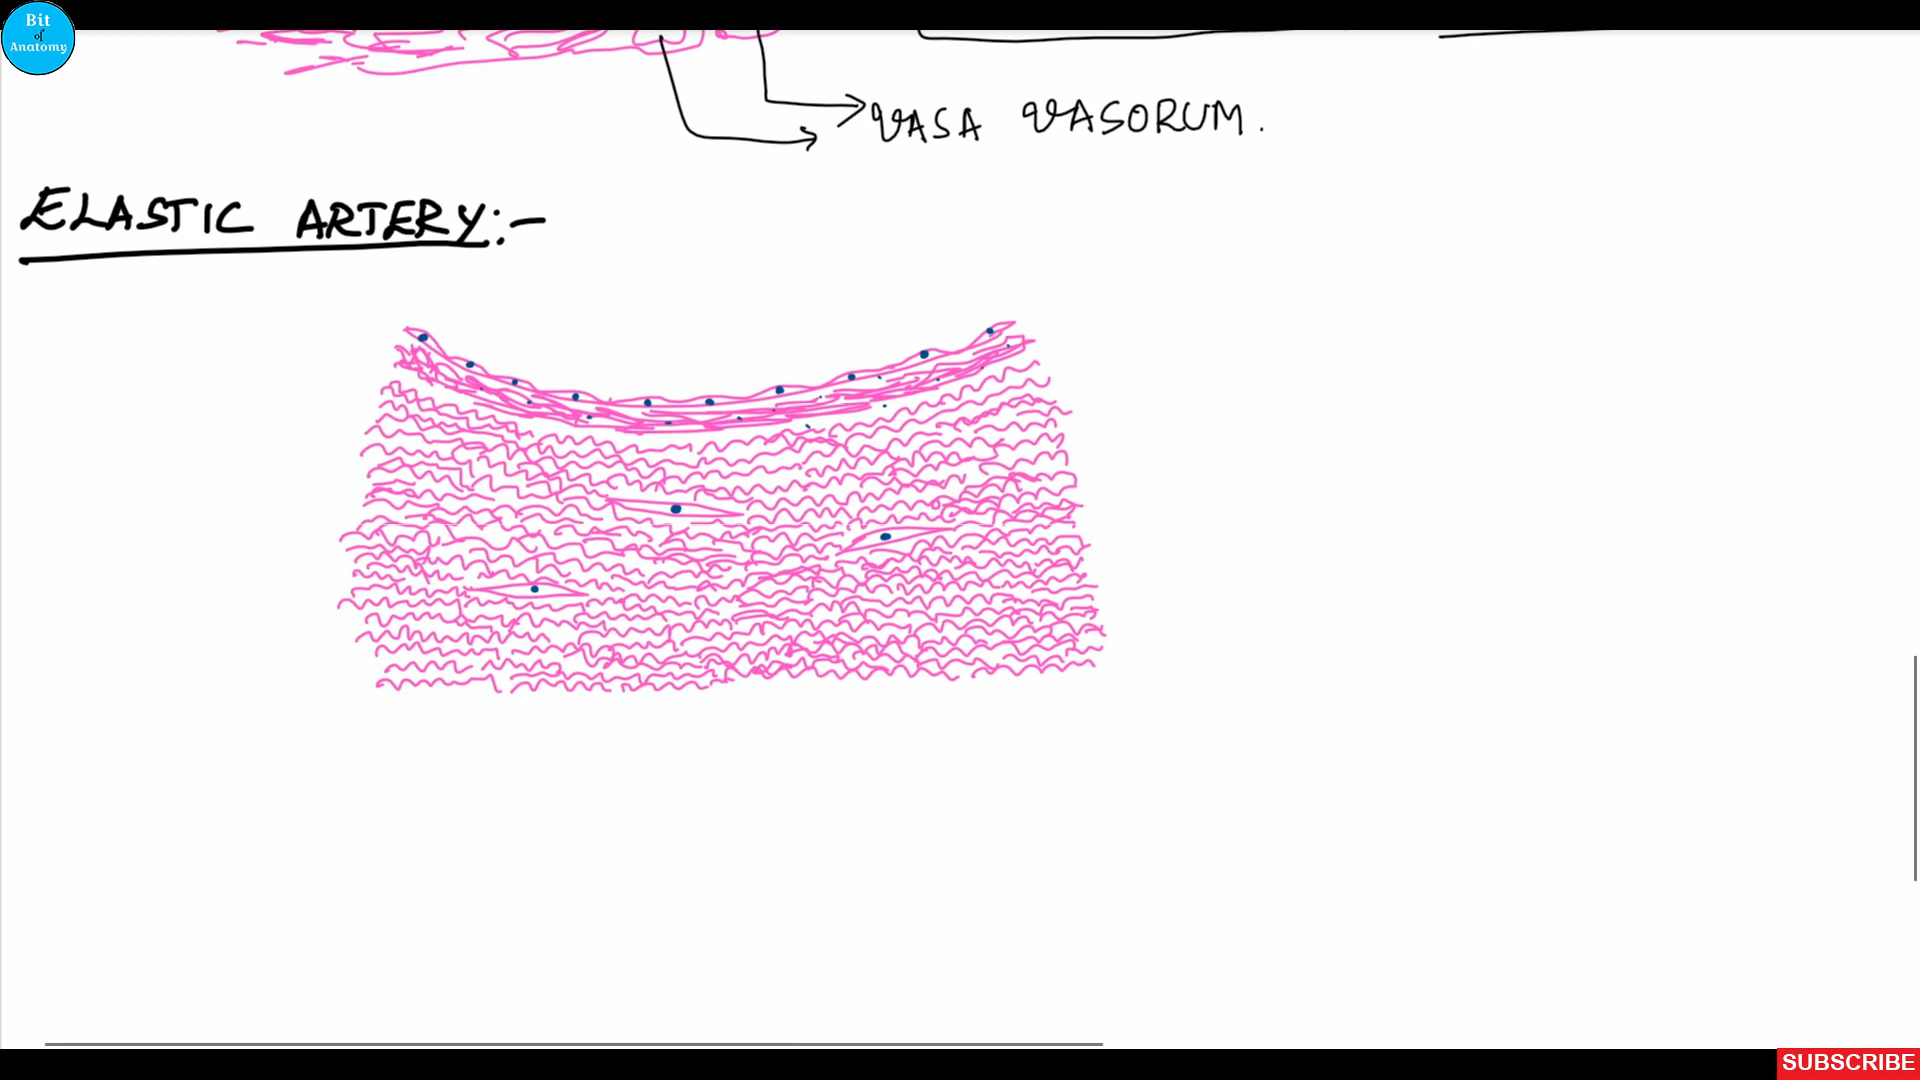 Bit
of
Anatomy
VASA VASORUM.
ELASTIC ARTERY:-
SUBSCRIBE